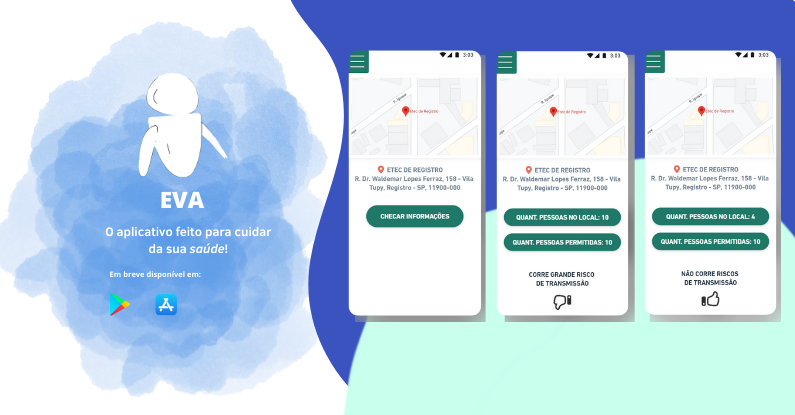 EVA
O aplicativo feito para cuidar
da sua saúde!
Em breve disponível em:
3:03
R. Iguape
Etec de Registro
ETEC DE REGISTRO
R. Dr. Waldemar Lopes Ferraz, 158 - Vila
Tupy, Registro - SP, 11900-000
CHECAR INFORMAÇÕES
3:03
R. Iguape
Etec de Registro
ETEC DE REGISTRO
R. Dr. Waldemar Lopes Ferraz, 158 - Vila
Tupy, Registro - SP, 11900-000
QUANT. PESSOAS NO LOCAL: 10
QUANT. PESSOAS PERMITIDAS: 10
CORRE GRANDE RISCO
DE TRANSMISSÃO
3:03
R. Iguape
Etec de Registro
ETEC DE REGISTRO
R. Dr. Waldemar Lopes Ferraz, 158 - Vila
Tupy, Registro - SP, 11900-000
QUANT. PESSOAS NO LOCAL: 4
QUANT. PESSOAS PERMITIDAS: 10
NÃO CORRE RISCOS
DE TRANSMISSÃO